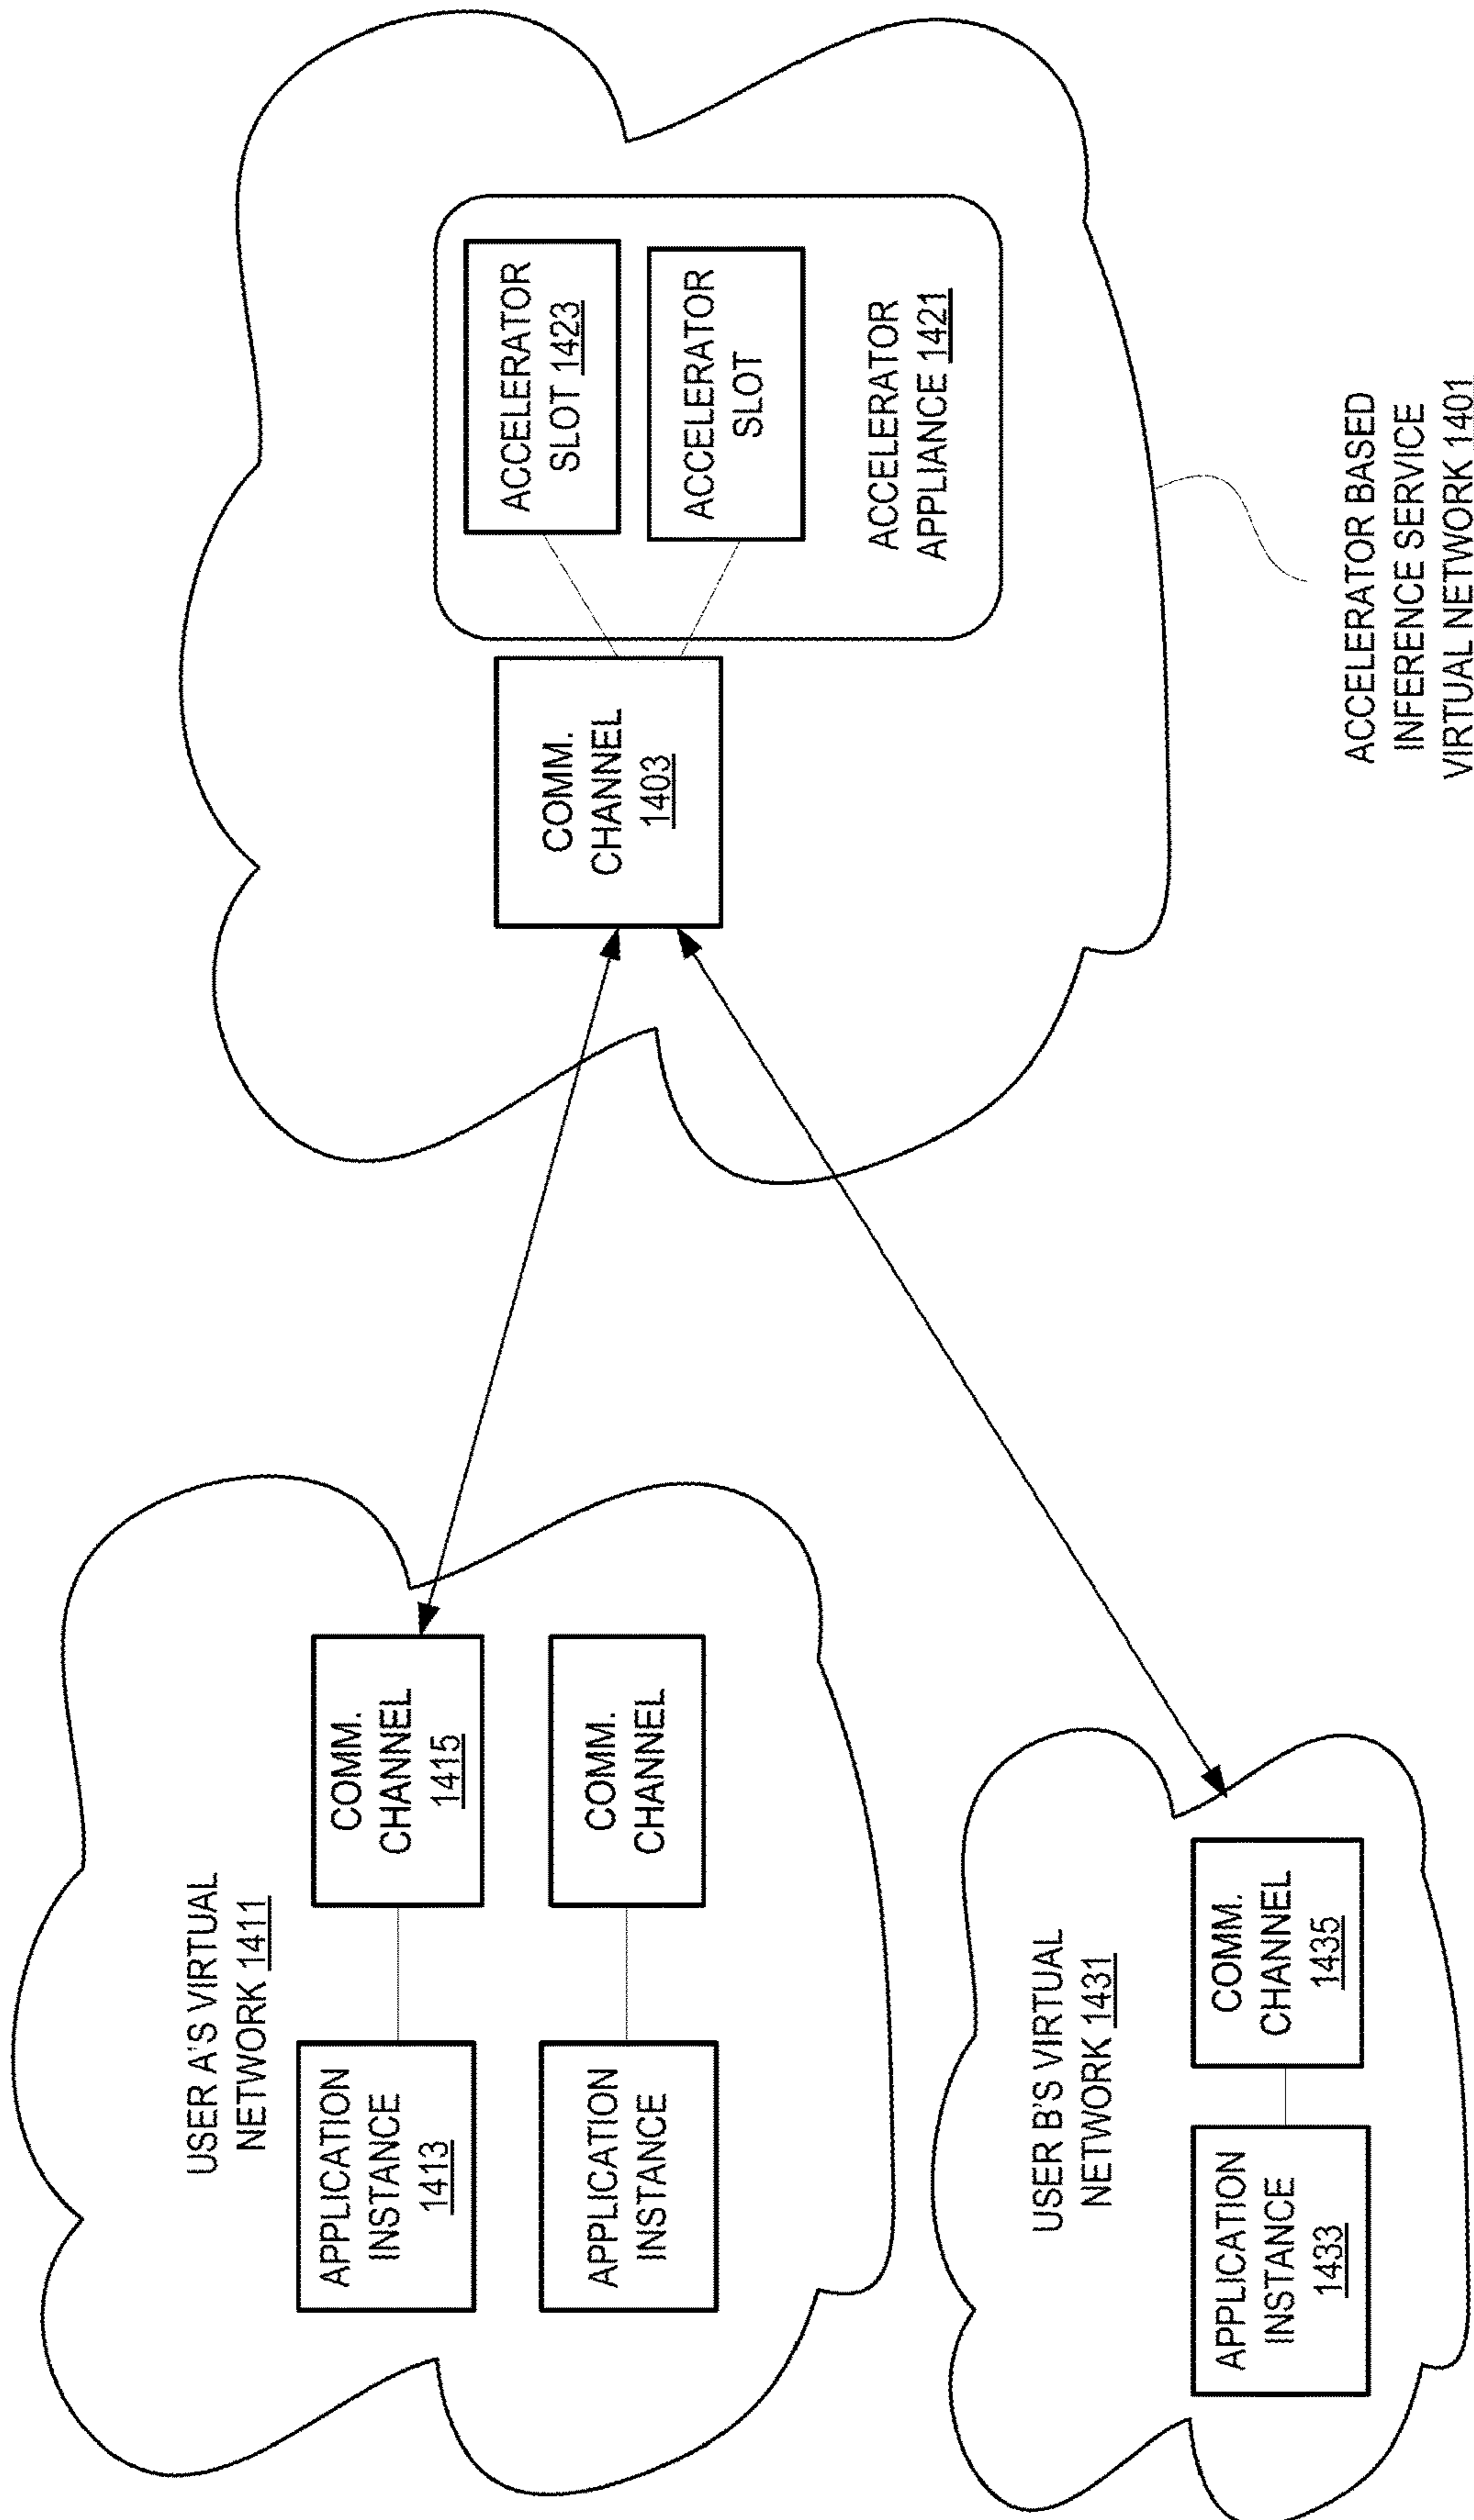 USER A'S VIRTUAL
NETWORK 1411
APPLICATION
INSTANCE
1413
COMM.
CHANNEL
1415
APPLICATION
INSTANCE
COMM.
CHANNEL
USER B'S VIRTUAL
NETWORK 1431
APPLICATION
INSTANCE
1433
COMM.
CHANNEL
1435
COMM.
CHANNEL
1403
ACCELERATOR
SLOT 1423
ACCELERATOR
SLOT
ACCELERATOR
APPLIANCE 1421
ACCELERATOR BASED
INFERENCE SERVICE
VIRTUAL NETWORK 1401